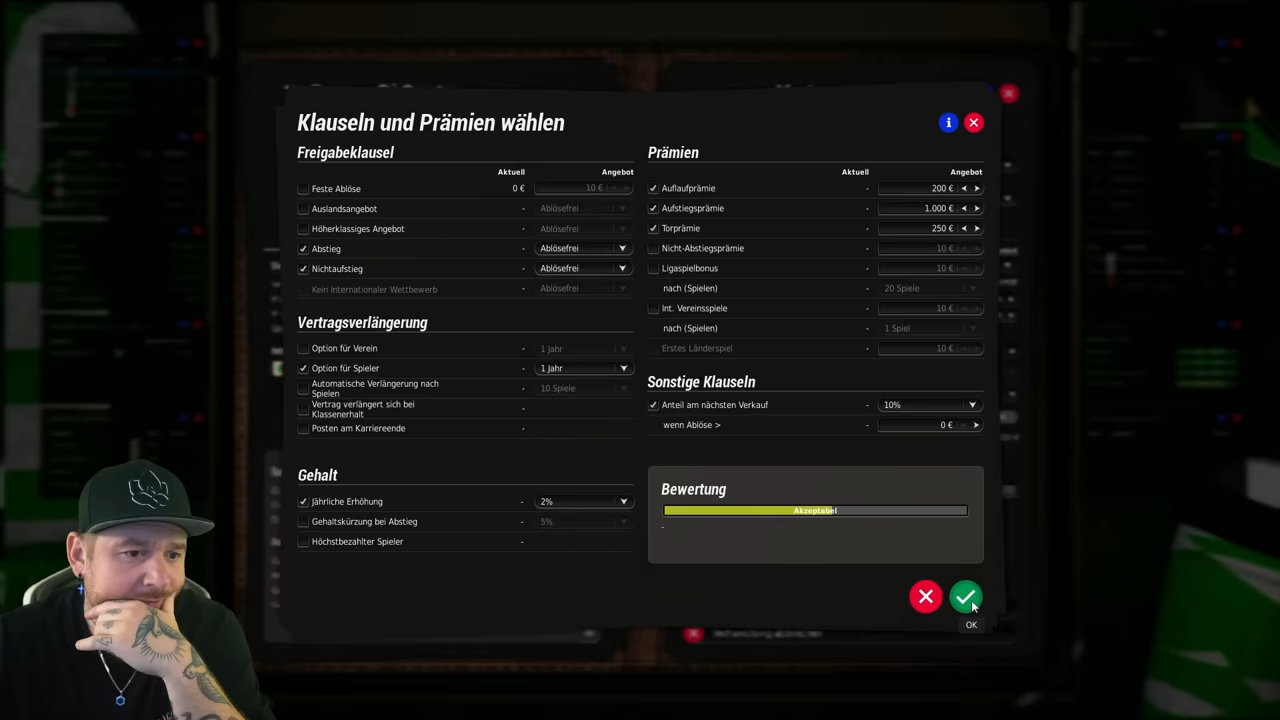 Klauseln und Prämien wählen
Freigabeklausel
Aktuell Angebot
Feste Ablöse 0 € 10 €
Auslandsangebot - Ablösefrei
Höherklassiges Angebot - Ablösefrei
Abstieg - Ablösefrei
Nichtaufstieg - Ablösefrei
Kein Internationaler Wettbewerb - Ablösefrei
Vertragsverlängerung
Option für Verein - 1 Jahr
Option für Spieler - 1 Jahr
Automatische Verlängerung nach
Spielen - 10 Spiele
Vertrag verlängert sich bei
Klassenerhalt -
Posten am Karriereende -
Gehalt
Jährliche Erhöhung - 2%
Gehaltskürzung bei Abstieg - 5%
Höchstbezahlter Spieler -
Prämien
Aktuell Angebot
Auflaufprämie - 200 €
Aufstiegsprämie - 1.000 €
Torprämie - 250 €
Nicht-Abstiegsprämie - 10 €
Ligaspielbonus - 10 €
nach (Spielen) - 20 Spiele
Int. Vereinsspiele - 10 €
nach (Spielen) - 1 Spiel
Erstes Länderspiel - 10 €
Sonstige Klauseln
Anteil am nächsten Verkauf - 10%
wenn Ablöse > - 0 €
Bewertung
Akzeptabel
-
OK